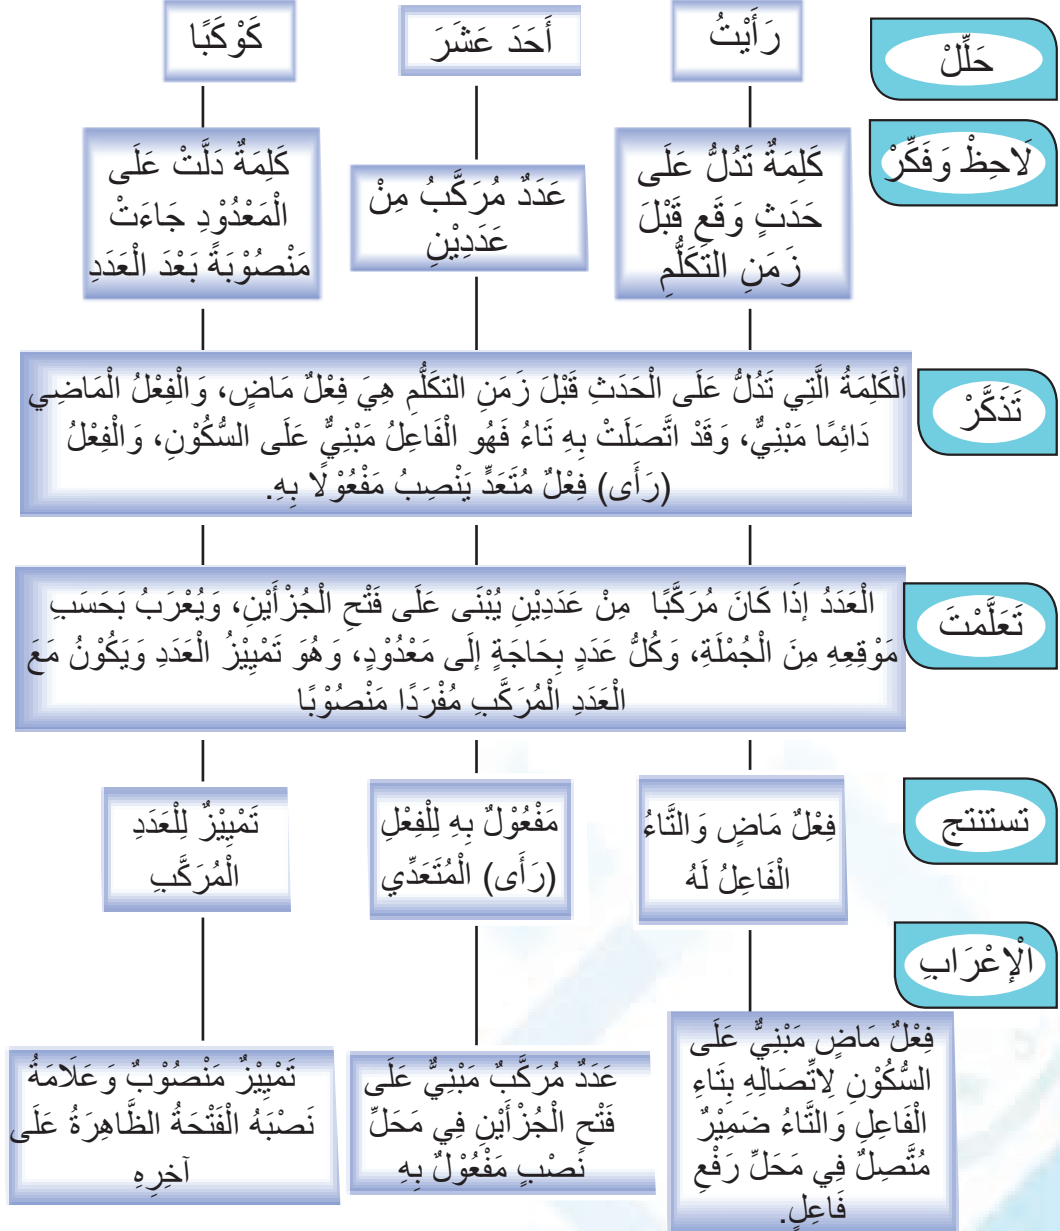 حَلِّلْ
رَأَيْتُ
أَحَدَ عَشَرَ
كَوْكَبًا
لَاحِظْ وَفَكِّرْ
كَلِمَةٌ تَدُلُّ عَلَى
حَدَثٍ وَقَعِ قَبْلَ
زَمَنِ التَكَلُّمِ
عَدَدٌ مُرَكَّبُ مِنْ
عَدَدِيْنِ
كَلِمَةٌ دَلَّتْ عَلَى
الْمَعْدُوْدِ جَاءَتْ
مَنْصُوْبَةً بَعْدَ الْعَدَدِ
تَذَكَّرْ
الْكَلِمَةُ الَّتِي تَدُلُّ عَلَى الْحَدَثِ قَبْلَ زَمَنِ التكَلُّمِ هِيَ فِعْلٌ مَاضٍ، وَالْفِعْلُ الْمَاضِي
دَائِمًا مَبْنِيٌّ، وَقَدْ اتَّصَلَتْ بِهِ تَاءُ فَهُو الْفَاعِلُ مَبْنِيٌّ عَلَى السُّكُوْنِ، وَالْفِعْلُ
(رَأَى) فِعْلٌ مُتَعَدٍّ يَنْصِبُ مَفْعُوْلًا بِهِ.
تَعَلَّمْتَ
الْعَدَدُ إِذَا كَانَ مُرَكَّبًا مِنْ عَدَدِيْنِ يُبْنَى عَلَى فَتْحِ الْجُزْأَيْنِ، وَيُعْرَبُ بَحَسَبِ
مَوْقِعِهِ مِنَ الْجُمْلَةِ، وَكُلُّ عَدَدٍ بِحَاجَةٍ إِلَى مَعْدُوْدٍ، وَهُوَ تَمْيِيْزُ الْعَدَدِ وَيَكُوْنُ مَعَ
الْعَدَدِ الْمُرَكَّبِ مُفْرَدًا مَنْصُوْبًا
تستنتج
فِعْلٌ مَاضٍ وَالتَّاءُ
الْفَاعِلُ لَهُ
مَفْعُوْلٌ بِهِ لِلْفِعْلِ
(رَأَى) الْمُتَعَدِّي
تَمْيِيْزٌ لِلْعَدَدِ
الْمُرَكَّبِ
الْإِعْرَابِ
فِعْلٌ مَاضٍ مَبْنِيٌّ عَلَى
السُّكُوْنِ لِاتِّصَالِهِ بِتَاءِ
الْفَاعِلِ وَالتَّاءُ ضَمِيْرٌ
مُتَّصِلٌ فِي مَحَلِّ رَفْعِ
فَاعِلٍ.
عَدَدٌ مُرَكَّبٌ مَبْنِيٌّ عَلَى
فَتْحِ الْجُزْأَيْنِ فِي مَحَلِّ
نَصْبٍ مَفْعُوْلٌ بِهِ
تَمْيِيْزٌ مَنْصُوْبٌ وَعَلَامَةُ
نَصْبَهُ الْفَتْحَةُ الظَّاهِرَةُ عَلَى
آخِرِهِ